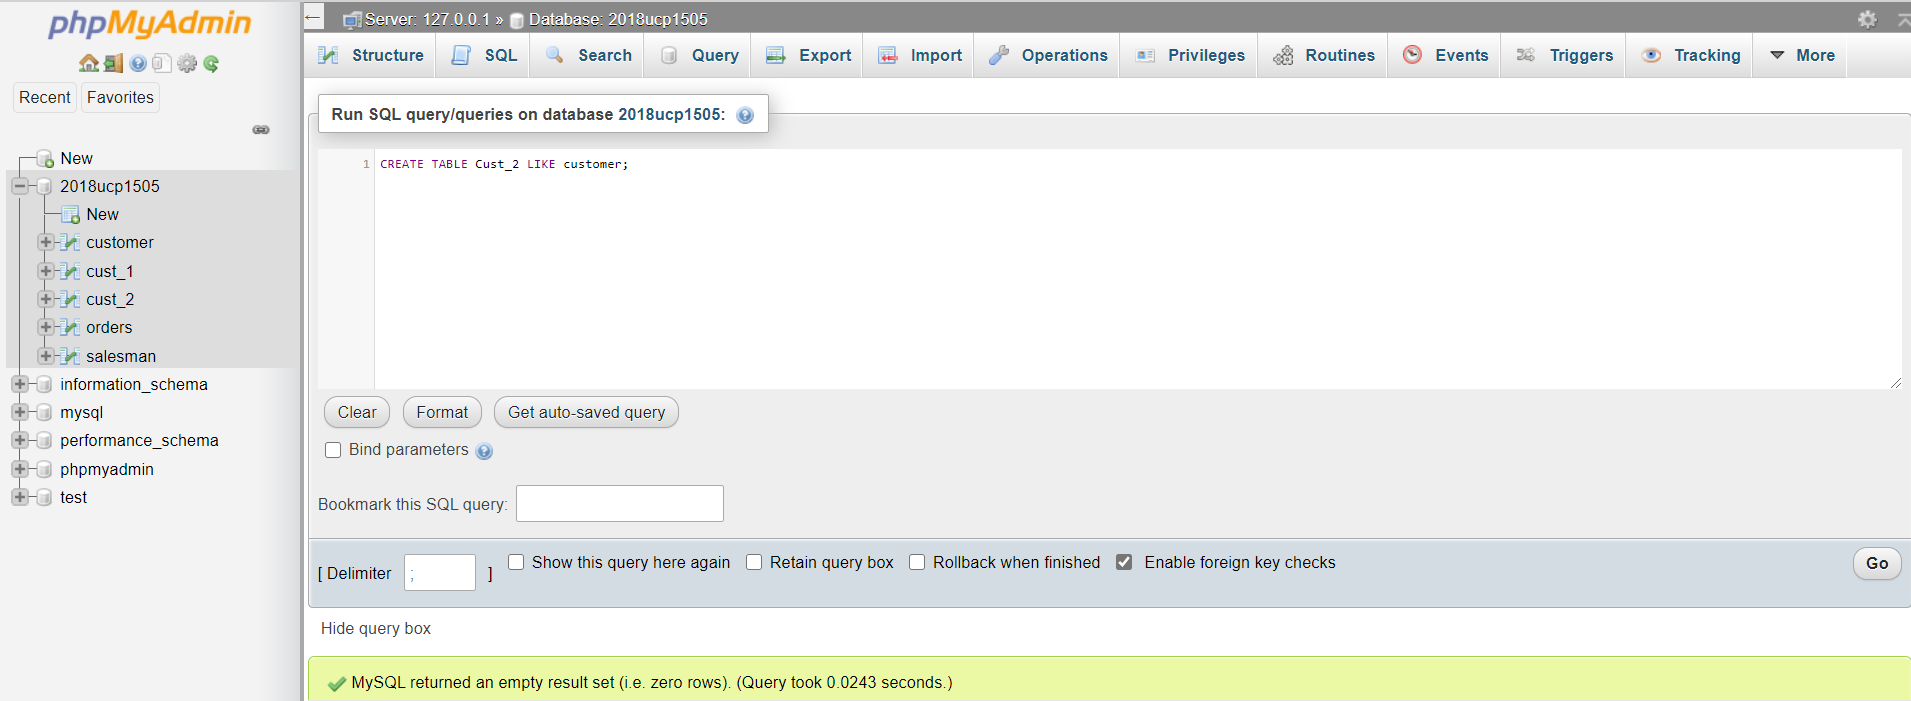 phpMyAdmin
Recent Favorites
New
2018ucp1505
New
customer
cust_1
cust_2
orders
salesman
information_schema
mysql
performance_schema
phpmyadmin
test
← Server: 127.0.0.1 » Database: 2018ucp1505
Structure SQL Search Query Export Import Operations Privileges Routines Events Triggers Tracking More
Run SQL query/queries on database 2018ucp1505:
1 CREATE TABLE Cust_2 LIKE customer;
Clear Format Get auto-saved query
Bind parameters
Bookmark this SQL query:
[ Delimiter ; ] Show this query here again Retain query box Rollback when finished Enable foreign key checks Go
Hide query box
MySQL returned an empty result set (i.e. zero rows). (Query took 0.0243 seconds.)